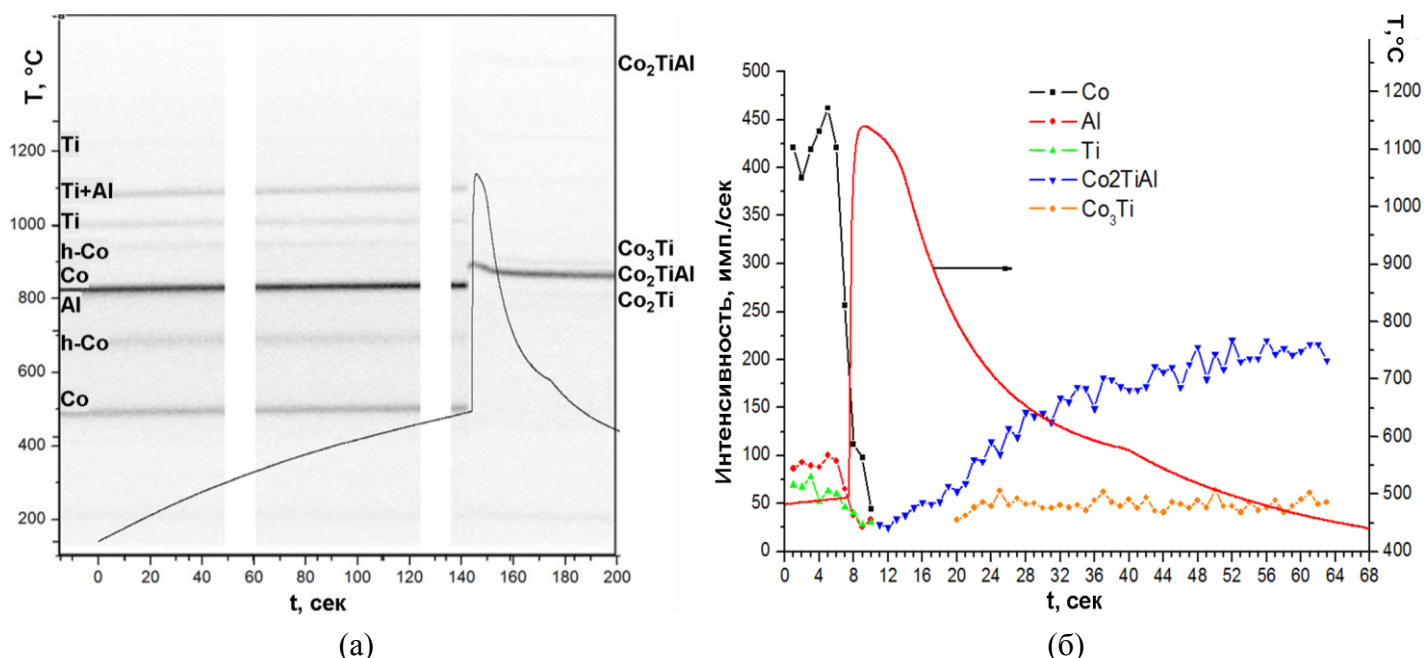 T, °C
1200
1000
800
600
400
200
Ti
Ti+Al
Ti
h-Co
Co
Al
h-Co
Co
Co₂TiAl
Co₃Ti
Co₂TiAl
Co₂Ti
0 20 40 60 80 100 120 140 160 180 200
t, сек
(а)
Интенсивность, имп./сек
500
450
400
350
300
250
200
150
100
50
0
Co
Al
Ti
Co2TiAl
Co₃Ti
T,°C
1200
1100
1000
900
800
700
600
500
400
0 4 8 12 16 20 24 28 32 36 40 44 48 52 56 60 64 68
t, сек
(б)